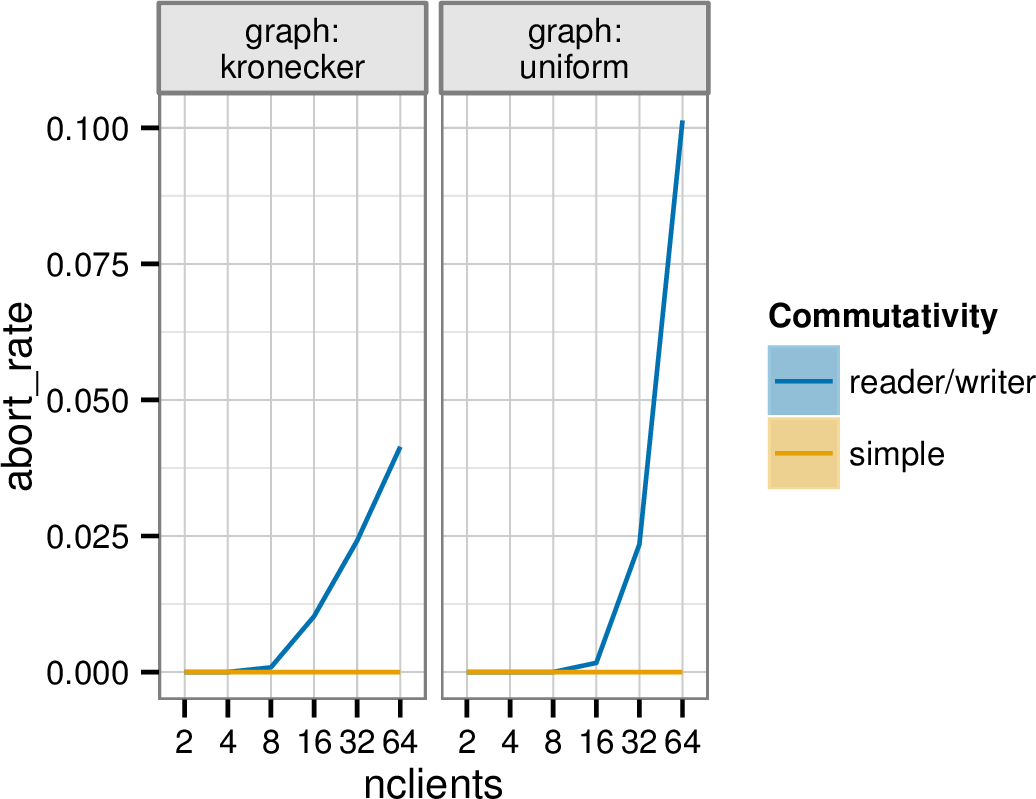 graph:
kronecker
graph:
uniform
0.100
0.075
0.050
0.025
0.000
abort_rate
2 4 8 16 32 64
2 4 8 16 32 64
nclients
Commutativity
reader/writer
simple